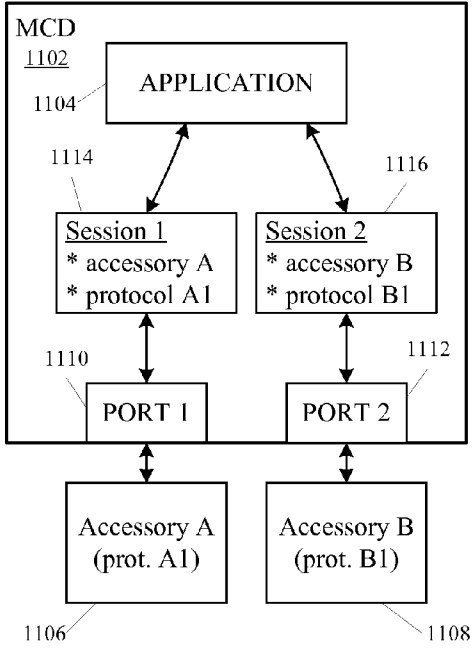 MCD
1102
APPLICATION
1104
1114
1116
Session 1
* accessory A
* protocol A1
Session 2
* accessory B
* protocol B1
1110
1112
PORT 1
PORT 2
Accessory A
(prot. A1)
Accessory B
(prot. B1)
1106
1108